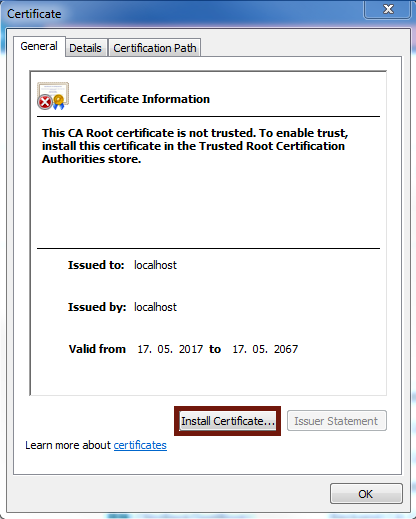 Certificate
General Details Certification Path
Certificate Information
This CA Root certificate is not trusted. To enable trust,
install this certificate in the Trusted Root Certification
Authorities store.
Issued to: localhost
Issued by: localhost
Valid from 17. 05. 2017 to 17. 05. 2067
Install Certificate... Issuer Statement
Learn more about certificates
OK